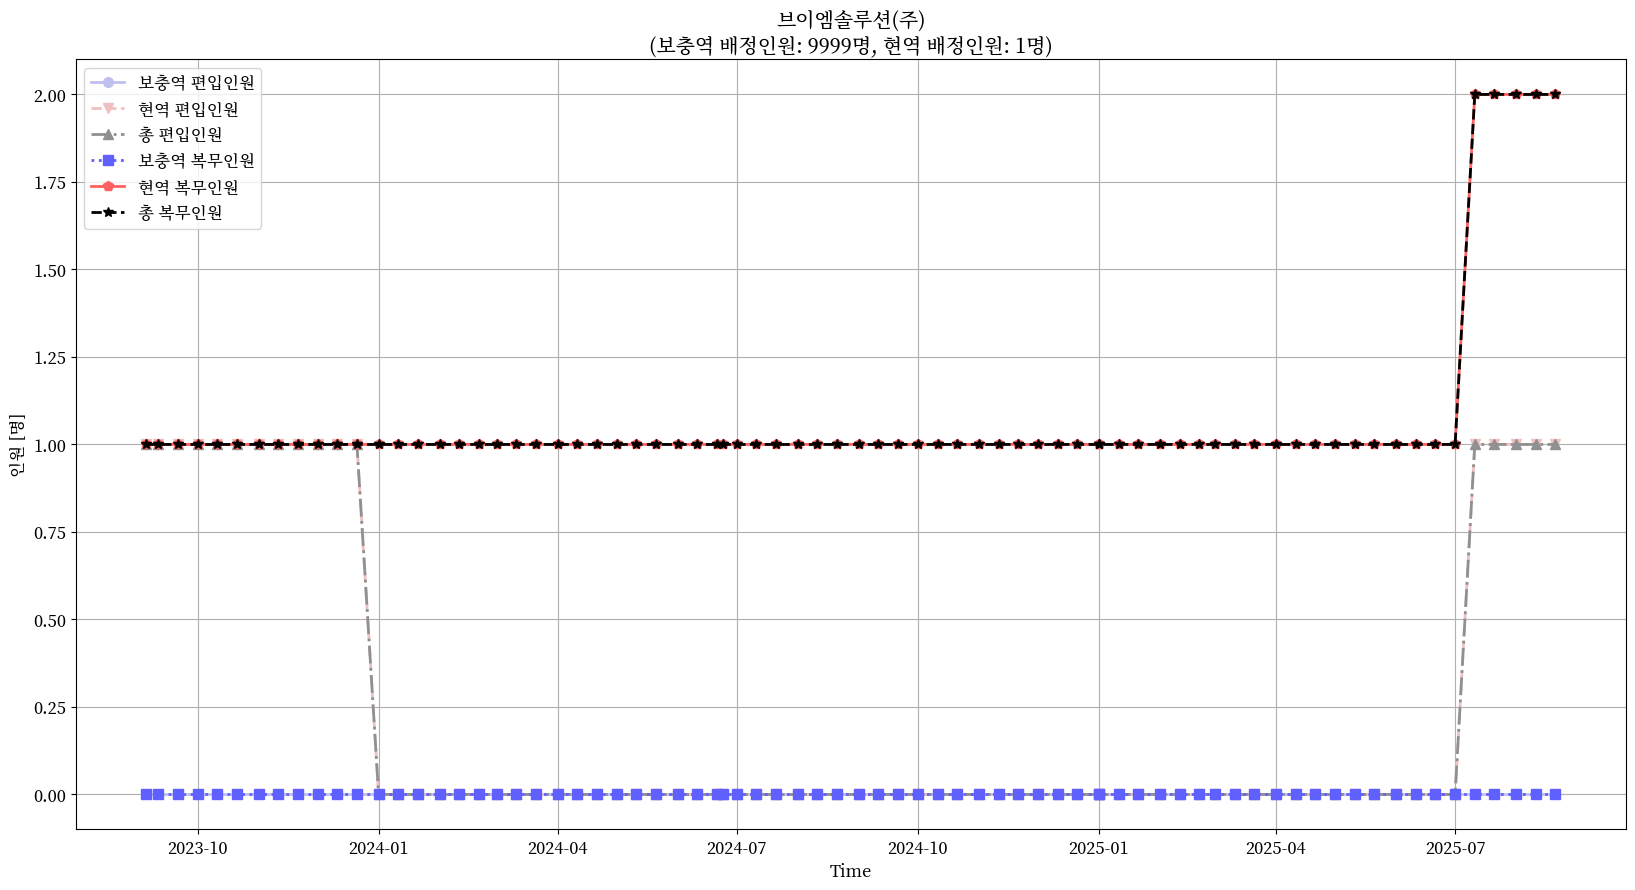 브이엠솔루션(주)
(보충역 배정인원: 9999명, 현역 배정인원: 1명)
보충역 편입인원
현역 편입인원
총 편입인원
보충역 복무인원
현역 복무인원
총 복무인원
2.00
1.75
1.50
1.25
1.00
0.75
0.50
0.25
0.00
인원 [명]
2023-10
2024-01
2024-04
2024-07
2024-10
2025-01
2025-04
2025-07
Time